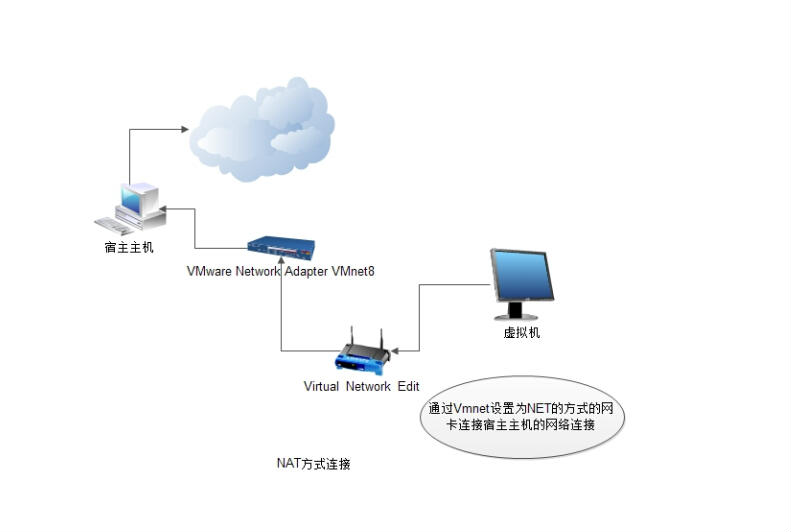 宿主主机
VMware Network Adapter VMnet8
虚拟机
Virtual Network Edit
通过Vmnet设置为NET的方式的网
卡连接宿主主机的网络连接
NAT方式连接